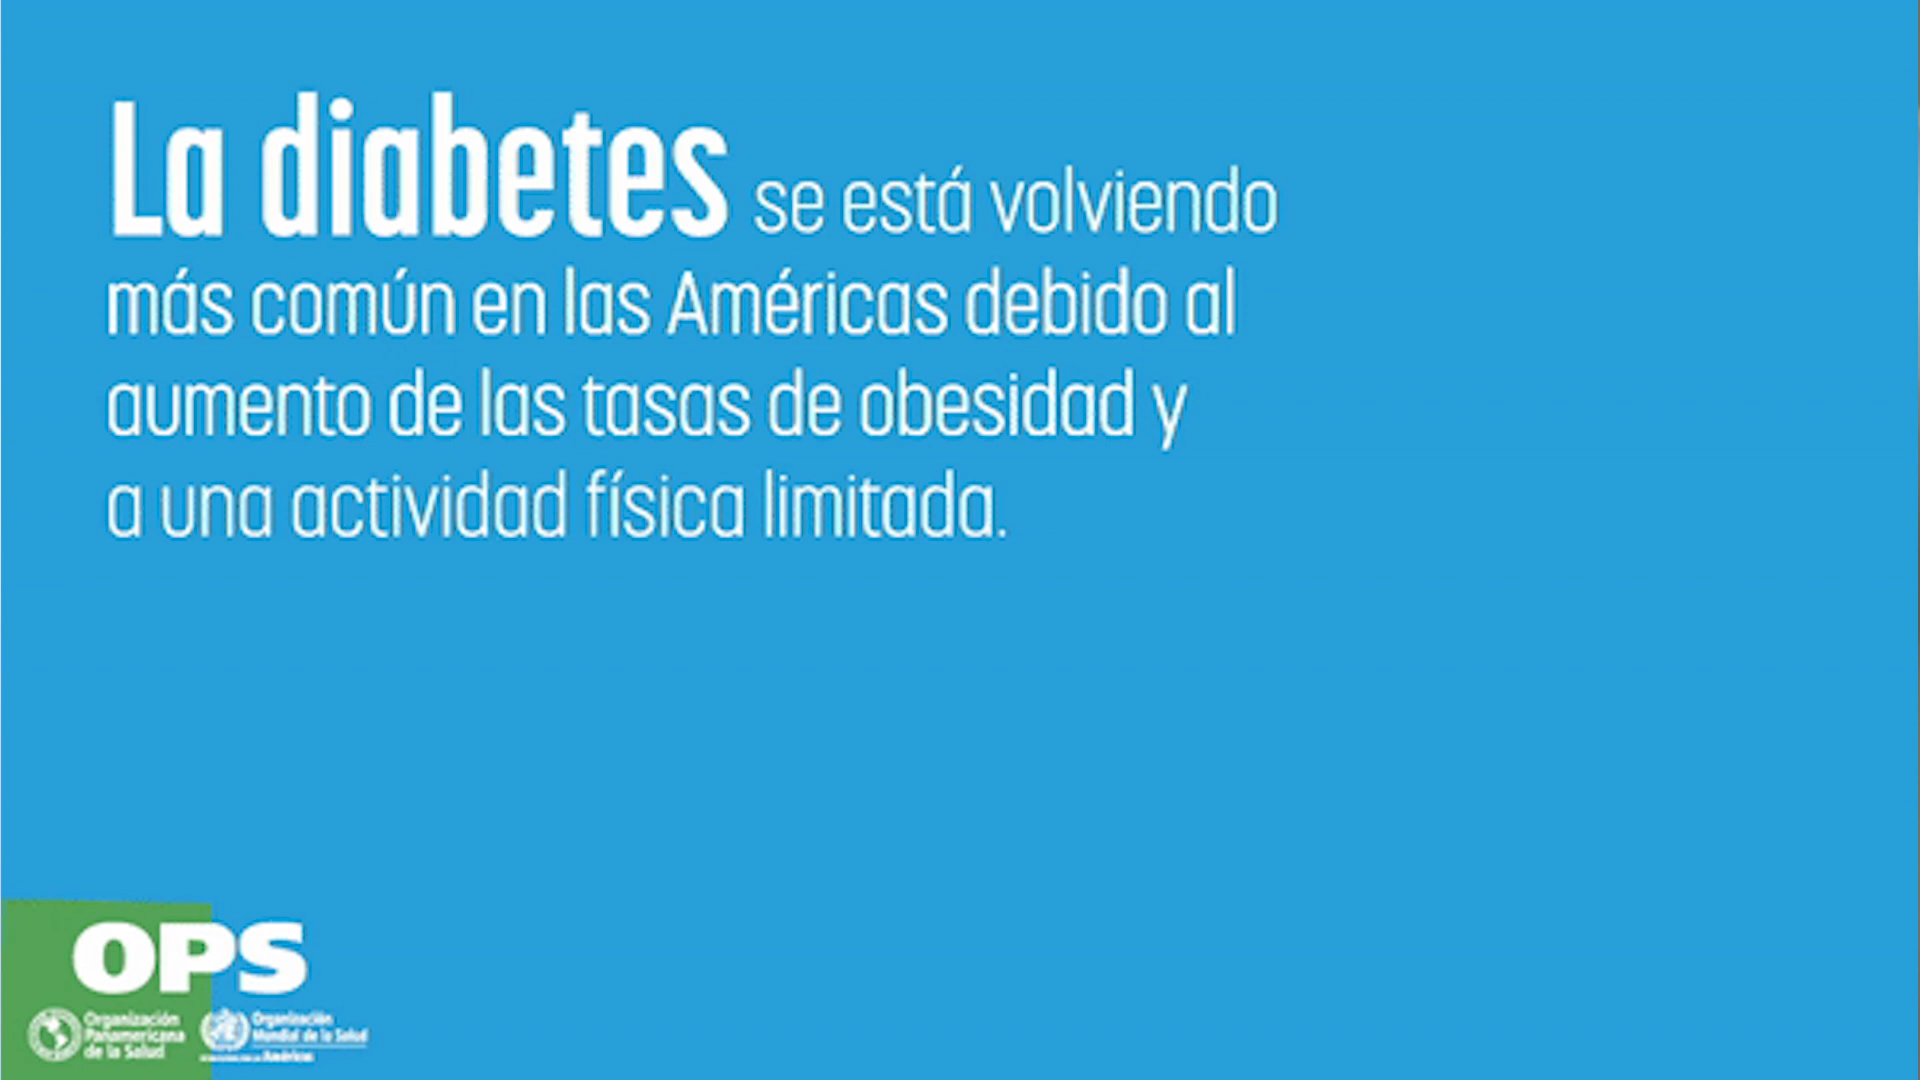 La diabetes se está volviendo
más común en las Américas debido al
aumento de las tasas de obesidad y
a una actividad física limitada.
OPS
Organización
Panamericana
de la Salud
Organización
Mundial de la Salud
Américas